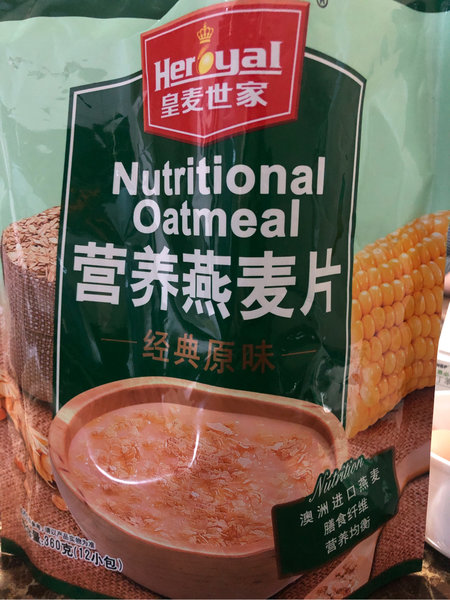 Heroyal
皇麦世家
Nutritional
Oatmeal
营养燕麦片
经典原味
Nutrition
澳洲进口燕麦
膳食纤维
营养均衡
量:360克(12小包)